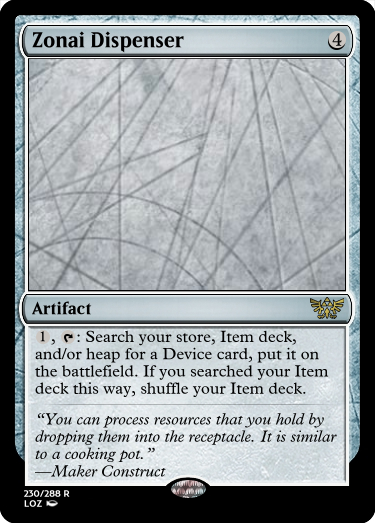 Zonai Dispenser 4
Artifact
1, : Search your store, Item deck,
and/or heap for a Device card, put it on
the battlefield. If you searched your Item
deck this way, shuffle your Item deck.
“You can process resources that you hold by
dropping them into the receptacle. It is similar
to a cooking pot.”
—Maker Construct
230/288 R
LOZ